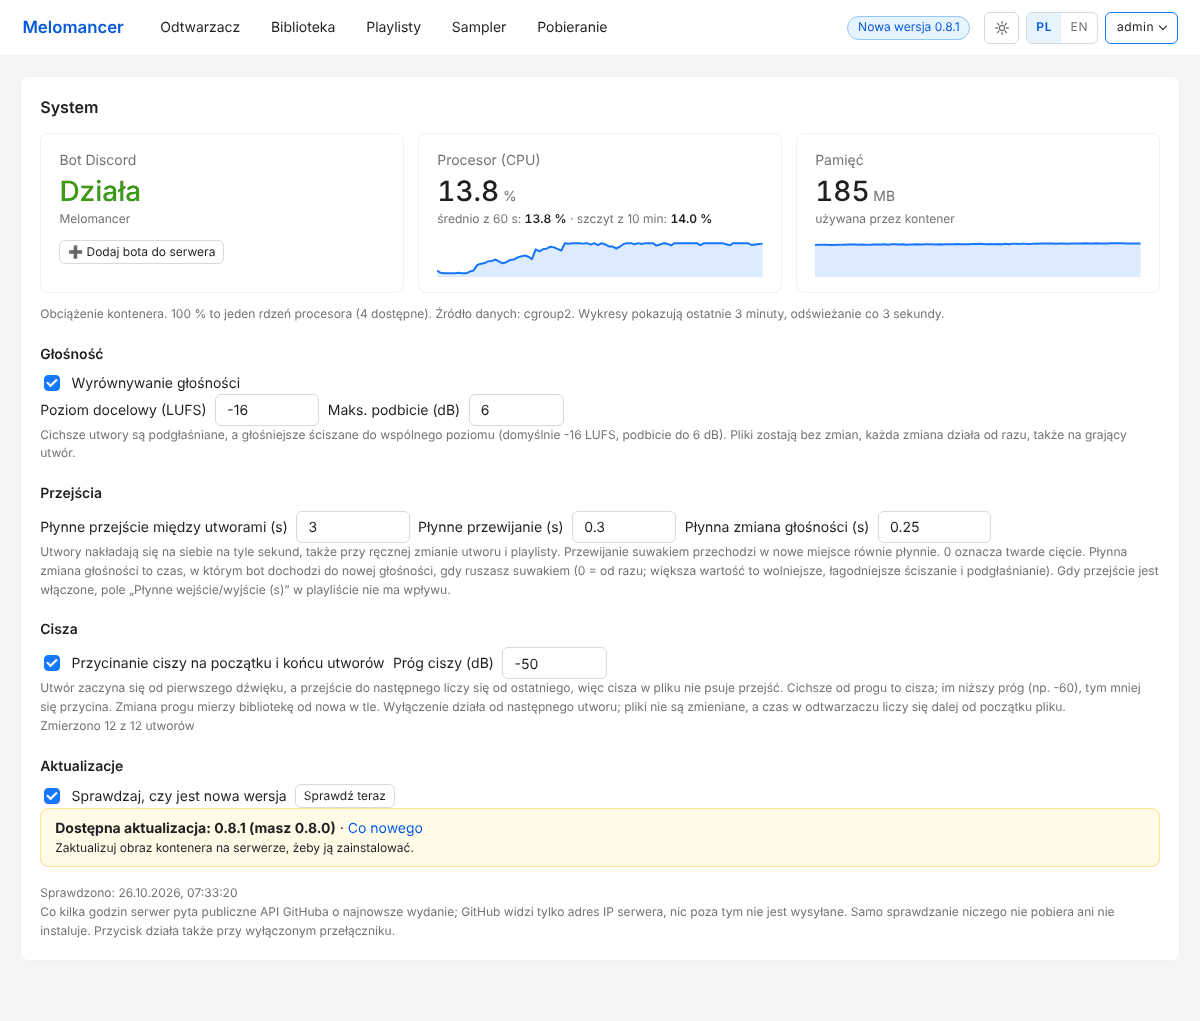 Melomancer
Odtwarzacz
Biblioteka
Playlisty
Sampler
Pobieranie
Nowa wersja 0.8.1
PL
EN
admin
System
Bot Discord
Działa
Melomancer
➕ Dodaj bota do serwera
Procesor (CPU)
13.8 %
średnio z 60 s: 13.8 % · szczyt z 10 min: 14.0 %
Pamięć
185 MB
używana przez kontener
Obciążenie kontenera. 100 % to jeden rdzeń procesora (4 dostępne). Źródło danych: cgroup2. Wykresy pokazują ostatnie 3 minuty, odświeżanie co 3 sekundy.
Głośność
Wyrównywanie głośności
Poziom docelowy (LUFS) -16 Maks. podbicie (dB) 6
Cichsze utwory są podgłaśniane, a głośniejsze ściszane do wspólnego poziomu (domyślnie -16 LUFS, podbicie do 6 dB). Pliki zostają bez zmian, każda zmiana działa od razu, także na grający
utwór.
Przejścia
Płynne przejście między utworami (s) 3 Płynne przewijanie (s) 0.3 Płynna zmiana głośności (s) 0.25
Utwory nakładają się na siebie na tyle sekund, także przy ręcznej zmianie utworu i playlisty. Przewijanie suwakiem przechodzi w nowe miejsce równie płynnie. 0 oznacza twarde cięcie. Płynna
zmiana głośności to czas, w którym bot dochodzi do nowej głośności, gdy ruszasz suwakiem (0 = od razu; większa wartość to wolniejsze, łagodniejsze ściszanie i podgłaśnianie). Gdy przejście jest
włączone, pole „Płynne wejście/wyjście (s)” w playliście nie ma wpływu.
Cisza
Przycinanie ciszy na początku i końcu utworów Próg ciszy (dB) -50
Utwór zaczyna się od pierwszego dźwięku, a przejście do następnego liczy się od ostatniego, więc cisza w pliku nie psuje przejść. Cichsze od progu to cisza; im niższy próg (np. -60), tym mniej
się przycina. Zmiana progu mierzy bibliotekę od nowa w tle. Wyłączenie działa od następnego utworu; pliki nie są zmieniane, a czas w odtwarzaczu liczy się dalej od początku pliku.
Zmierzono 12 z 12 utworów
Aktualizacje
Sprawdzaj, czy jest nowa wersja Sprawdź teraz
Dostępna aktualizacja: 0.8.1 (masz 0.8.0) · Co nowego
Zaktualizuj obraz kontenera na serwerze, żeby ją zainstalować.
Sprawdzono: 26.10.2026, 07:33:20
Co kilka godzin serwer pyta publiczne API GitHuba o najnowsze wydanie; GitHub widzi tylko adres IP serwera, nic poza tym nie jest wysyłane. Samo sprawdzanie niczego nie pobiera ani nie
instaluje. Przycisk działa także przy wyłączonym przełączniku.